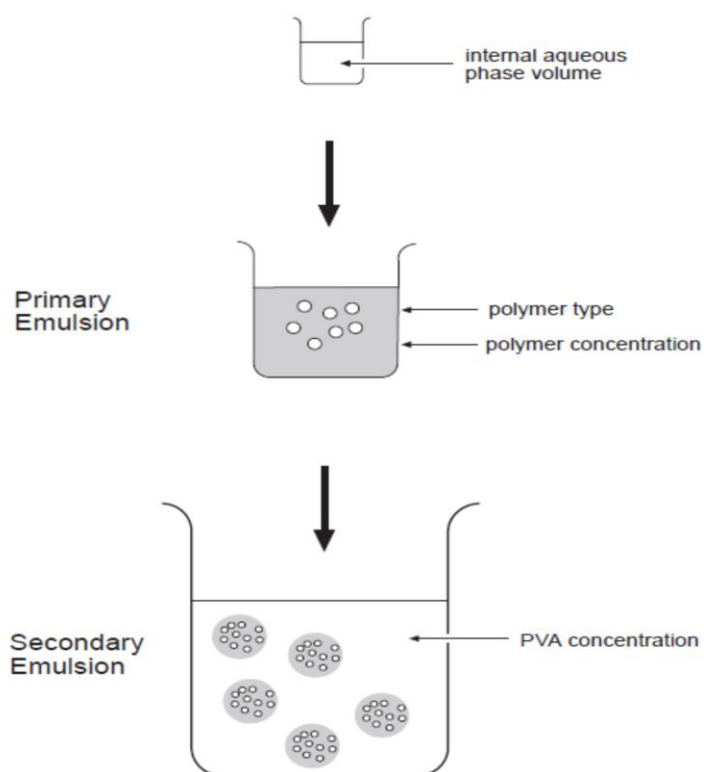 internal aqueous
phase volume
Primary
Emulsion
polymer type
polymer concentration
Secondary
Emulsion
PVA concentration